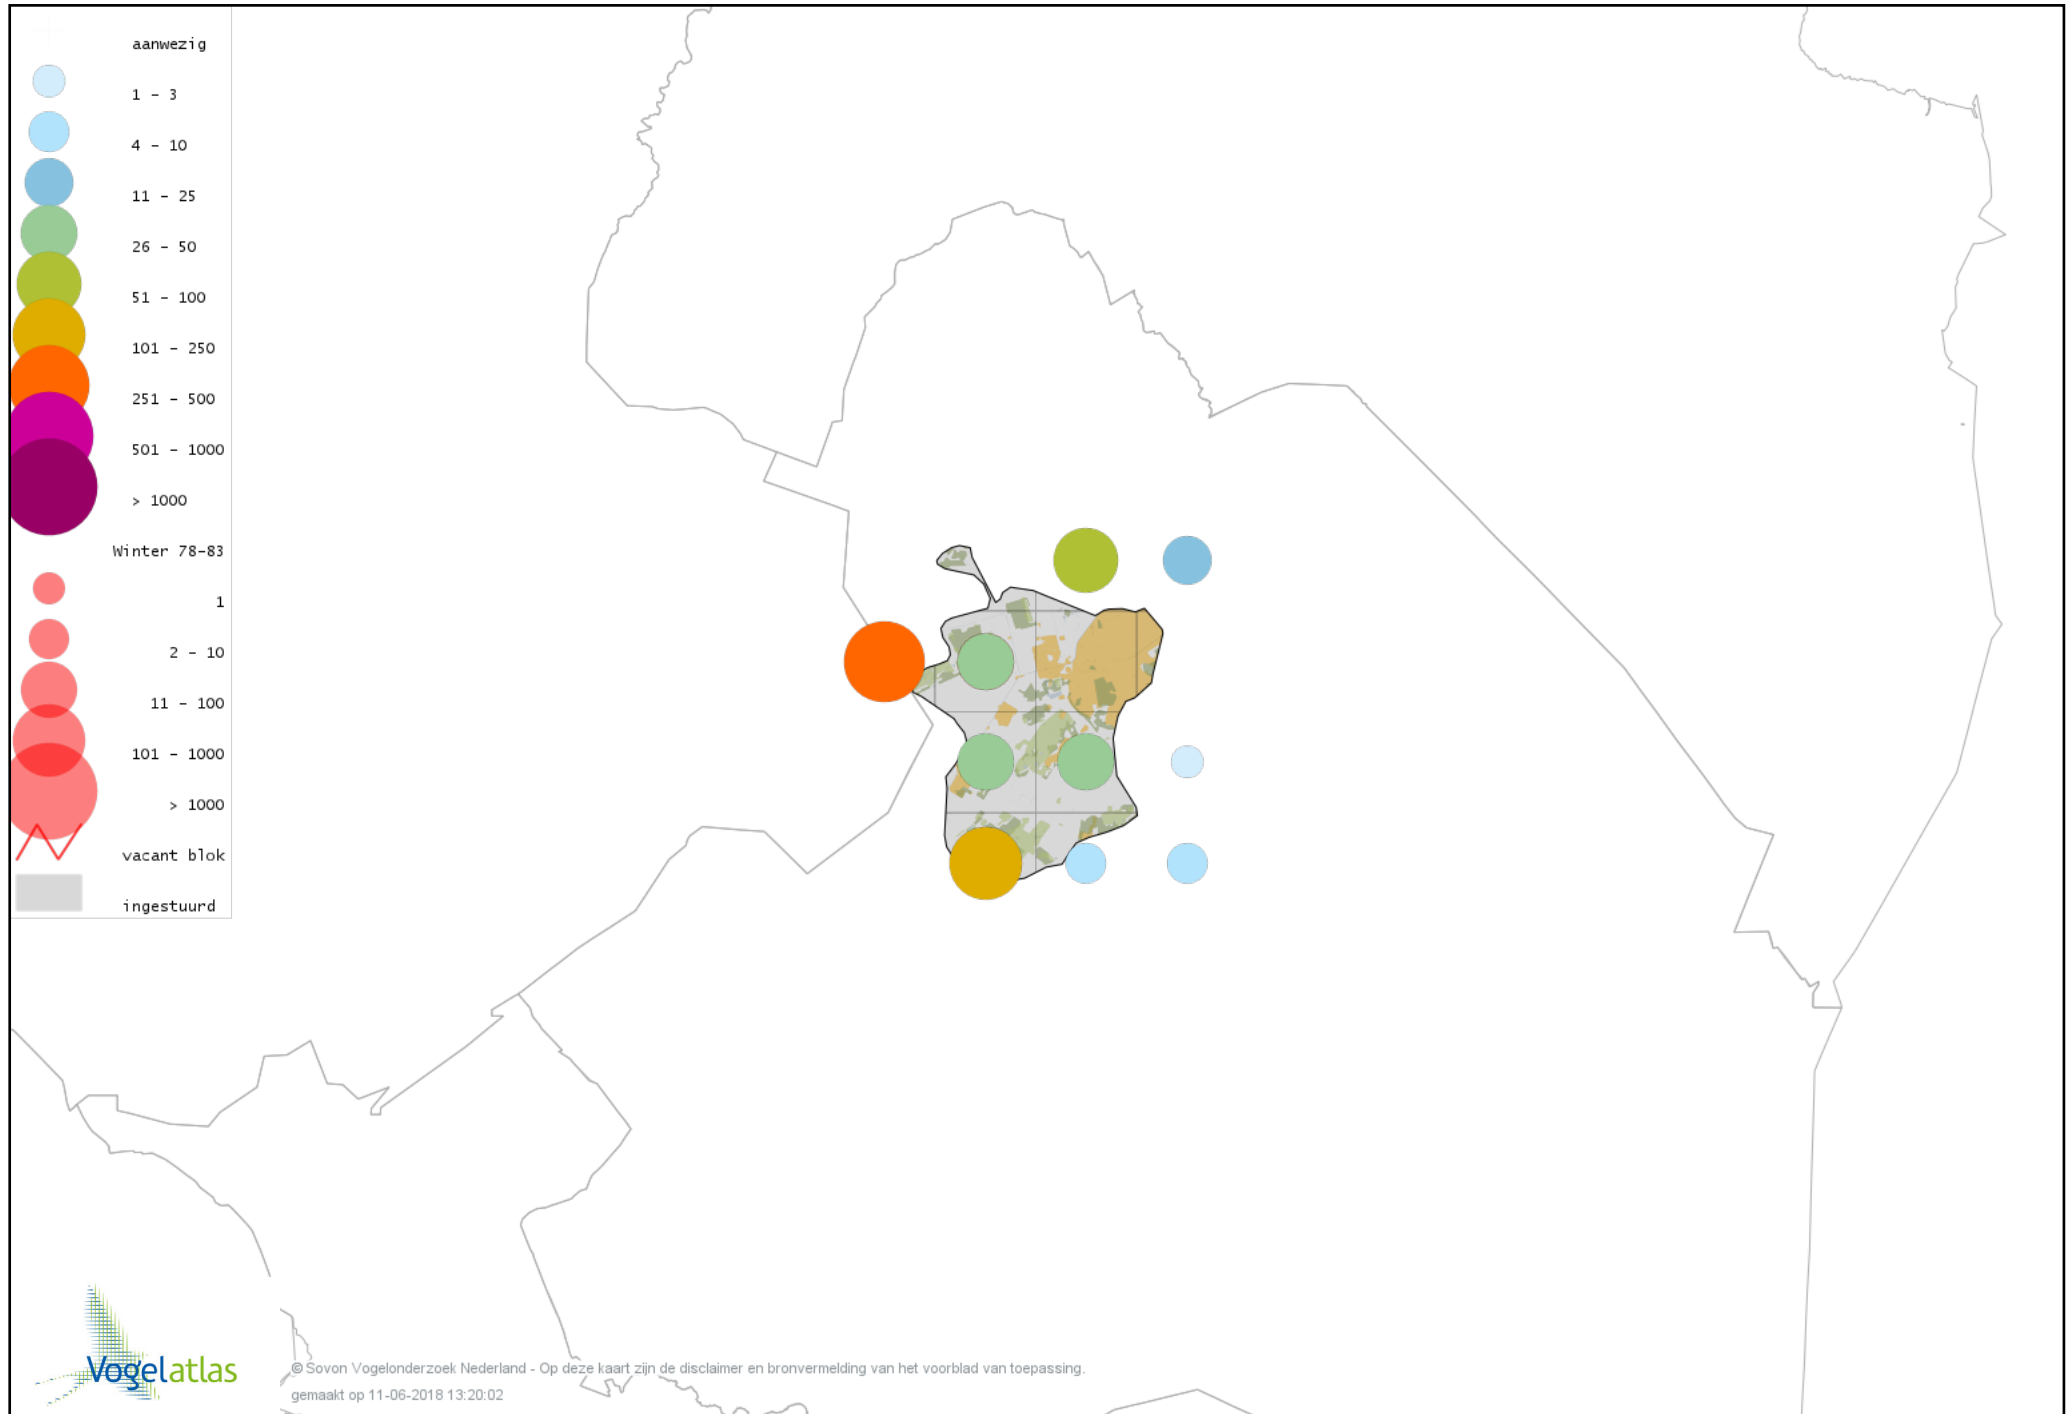 aanwezig
1 - 3
4 - 10
11 - 25
26 - 50
51 - 100
101 - 250
251 - 500
501 - 1000
> 1000
Winter 78-83
1
2 - 10
11 - 100
101 - 1000
> 1000
vacant blok
ingestuurd
Vogelatlas
© Sovon Vogelonderzoek Nederland - Op deze kaart zijn de disclaimer en bronvermelding van het voorblad van toepassing.
gemaakt op 11-06-2018 13:20:02